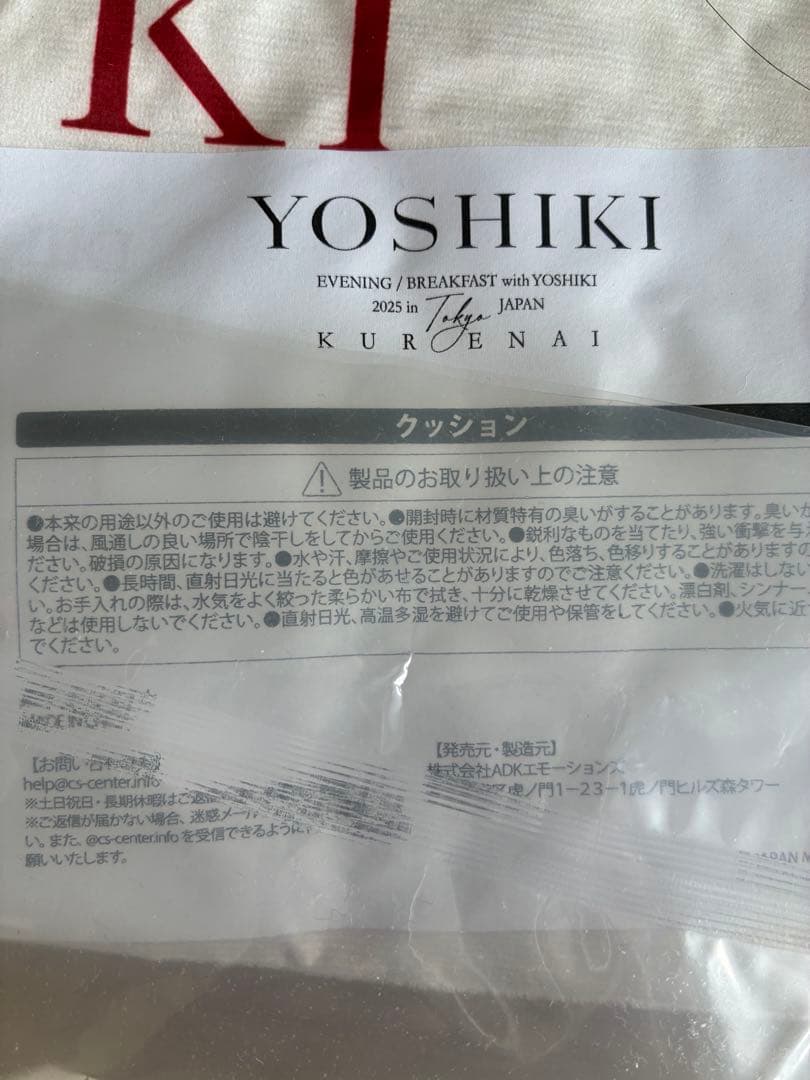 KI
YOSHIKI
EVENING / BREAKFAST with YOSHIKI
2025 in Tokyo JAPAN
KURENAI
クッション
製品のお取り扱い上の注意
●本来の用途以外のご使用は避けてください。●開封時に材質特有の臭いがすることがあります。臭いが
場合は、風通しの良い場所で陰干しをしてからご使用ください。●鋭利なものを当てたり、強い衝撃を与え
ださい。破損の原因になります。●水や汗、摩擦やご使用状況により、色落ち、色移りすることがありますの
ください。●長時間、直射日光に当たると色があせることがありますのでご注意ください。●洗濯はしない
い。お手入れの際は、水気をよく絞った柔らかい布で拭き、十分に乾燥させてください。漂白剤、シンナー
などは使用しないでください。●直射日光、高温多湿を避けてご使用や保管をしてください。●火気に近
でください。
【お問い合わせ
help@cs-center.info
※土日祝日・長期休暇はご返
※ご返信が届かない場合、迷惑メー
い。また、@cs-center.info を受信できるように
願いいたします。
【発売元・製造元】
株式会社ADKエモーションズ
虎ノ門1-23-1虎ノ門ヒルズ森タワー
JAPAN M